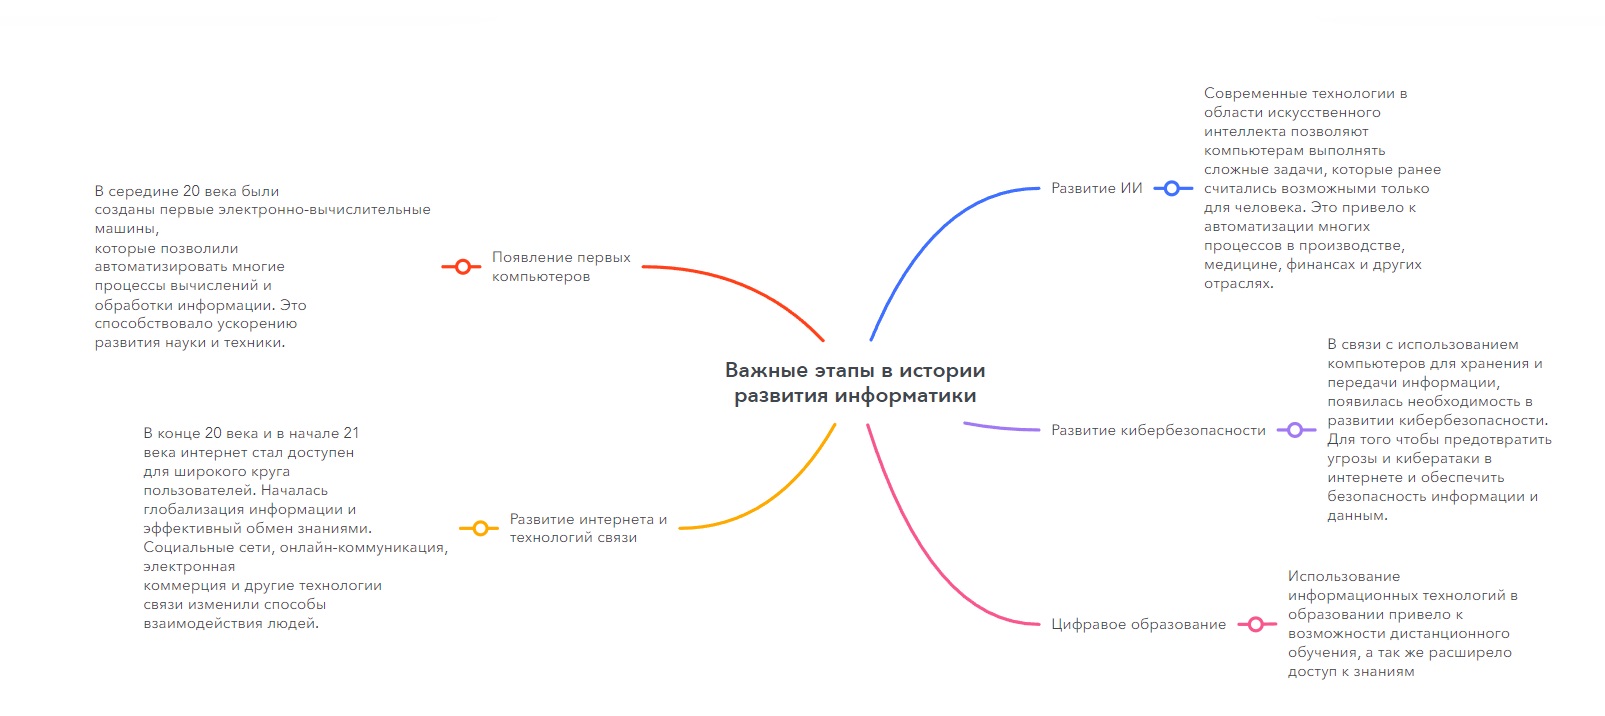 Важные этапы в истории
развития информатики
Появление первых
компьютеров
В середине 20 века были
созданы первые электронно-вычислительные
машины,
которые позволили
автоматизировать многие
процессы вычислений и
обработки информации. Это
способствовало ускорению
развития науки и техники.
Развитие интернета и
технологий связи
В конце 20 века и в начале 21
века интернет стал доступен
для широкого круга
пользователей. Началась
глобализация информации и
эффективный обмен знаниями.
Социальные сети, онлайн-коммуникация,
электронная
коммерция и другие технологии
связи изменили способы
взаимодействия людей.
Развитие ИИ
Современные технологии в
области искусственного
интеллекта позволяют
компьютерам выполнять
сложные задачи, которые ранее
считались возможными только
для человека. Это привело к
автоматизации многих
процессов в производстве,
медицине, финансах и других
отраслях.
Развитие кибербезопасности
В связи с использованием
компьютеров для хранения и
передачи информации,
появилась необходимость в
развитии кибербезопасности.
Для того чтобы предотвратить
угрозы и кибератаки в
интернете и обеспечить
безопасность информации и
данным.
Цифравое образование
Использование
информационных технологий в
образовании привело к
возможности дистанционного
обучения, а так же расширело
доступ к знаниям